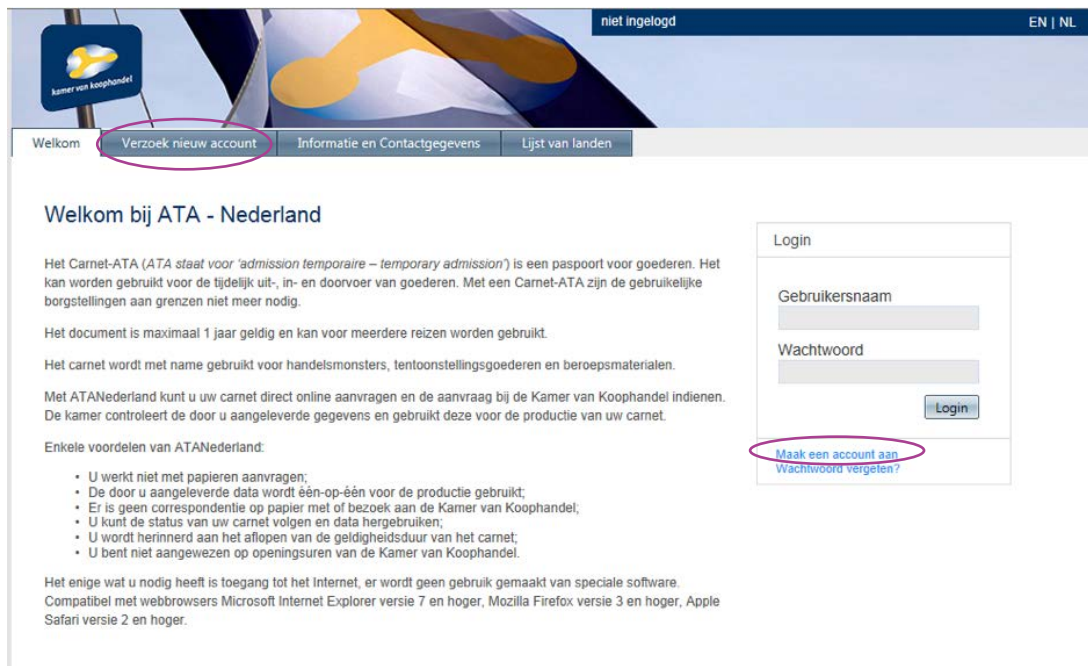 niet ingelogd
EN | NL
kamer van koophandel
Welkom
Verzoek nieuw account
Informatie en Contactgegevens
Lijst van landen
Welkom bij ATA - Nederland
Het Carnet-ATA (ATA staat voor 'admission temporaire – temporary admission') is een paspoort voor goederen. Het
kan worden gebruikt voor de tijdelijk uit-, in- en doorvoer van goederen. Met een Carnet-ATA zijn de gebruikelijke
borgstellingen aan grenzen niet meer nodig.
Het document is maximaal 1 jaar geldig en kan voor meerdere reizen worden gebruikt.
Het carnet wordt met name gebruikt voor handelsmonsters, tentoonstellingsgoederen en beroepsmaterialen.
Met ATANederland kunt u uw carnet direct online aanvragen en de aanvraag bij de Kamer van Koophandel indienen.
De kamer controleert de door u aangeleverde gegevens en gebruikt deze voor de productie van uw carnet.
Enkele voordelen van ATANederland:
• U werkt niet met papieren aanvragen;
• De door u aangeleverde data wordt èèn-op-één voor de productie gebruikt;
• Er is geen correspondentie op papier met of bezoek aan de Kamer van Koophandel;
• U kunt de status van uw carnet volgen en data hergebruiken;
• U wordt herinnerd aan het aflopen van de geldigheidsduur van het carnet;
• U bent niet aangewezen op openingsuren van de Kamer van Koophandel.
Het enige wat u nodig heeft is toegang tot het Internet, er wordt geen gebruik gemaakt van speciale software.
Compatibel met webbrowsers Microsoft Internet Explorer versie 7 en hoger, Mozilla Firefox versie 3 en hoger, Apple
Safari versie 2 en hoger.
Login
Gebruikersnaam
Wachtwoord
Login
Maak een account aan
Wachtwoord vergeten?